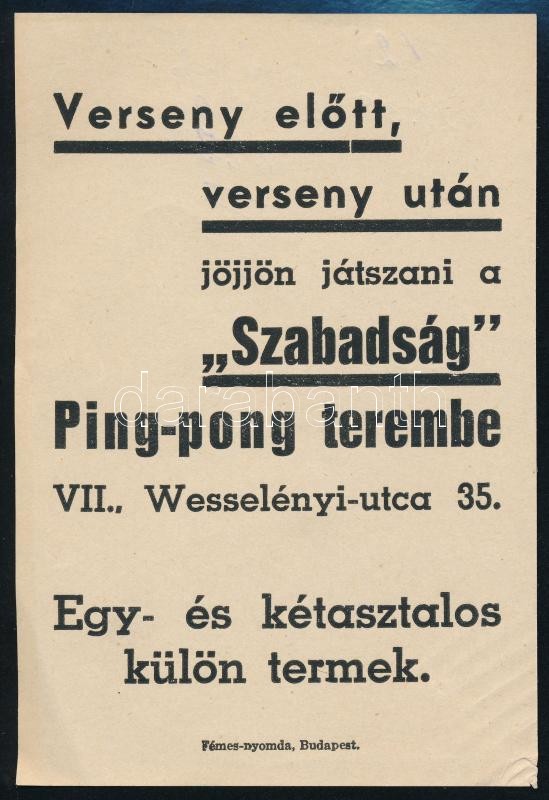 Verseny előtt,
verseny után
jöjjön játszani a
„Szabadság”
Ping-pong terembe
darabanth
VII., Wesselényi-utca 35.
Egy- és kétasztalos
külön termek.
Fémes-nyomda, Budapest.